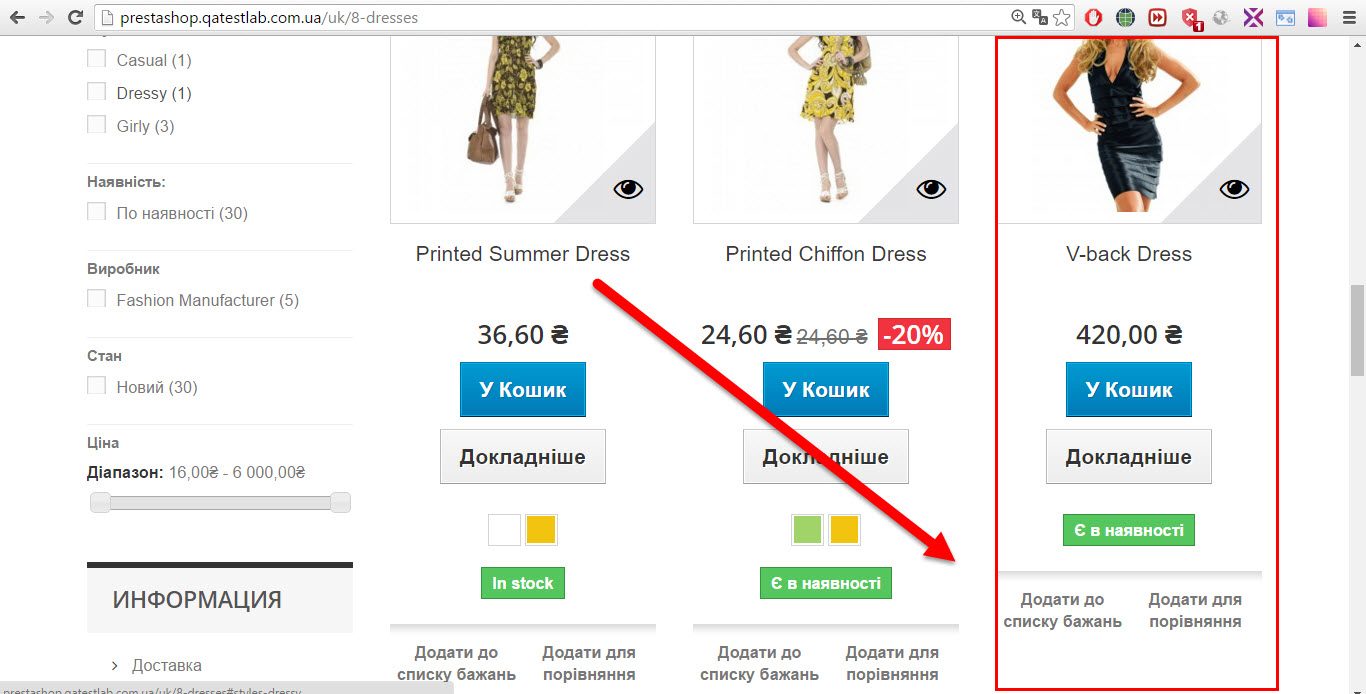 prestashop.qatestlab.com.ua/uk/8-dresses
Casual (1)
Dressy (1)
Girly (3)
Наявність:
По наявності (30)
Виробник
Fashion Manufacturer (5)
Стан
Новий (30)
Ціна
Діапазон: 16,00₴ - 6 000,00₴
ИНФОРМАЦИЯ
Доставка
Printed Summer Dress
36,60 ₴
У Кошик
Докладніше
In stock
Додати до
списку бажань
Додати для
порівняння
Printed Chiffon Dress
24,60 ₴ 24,60 ₴ -20%
У Кошик
Докладніше
Є в наявності
Додати до
списку бажань
Додати для
порівняння
V-back Dress
420,00 ₴
У Кошик
Докладніше
Є в наявності
Додати до
списку бажань
Додати для
порівняння
prestashop.qatestlab.com.ua/uk/8-dresses#styles-dressy
1